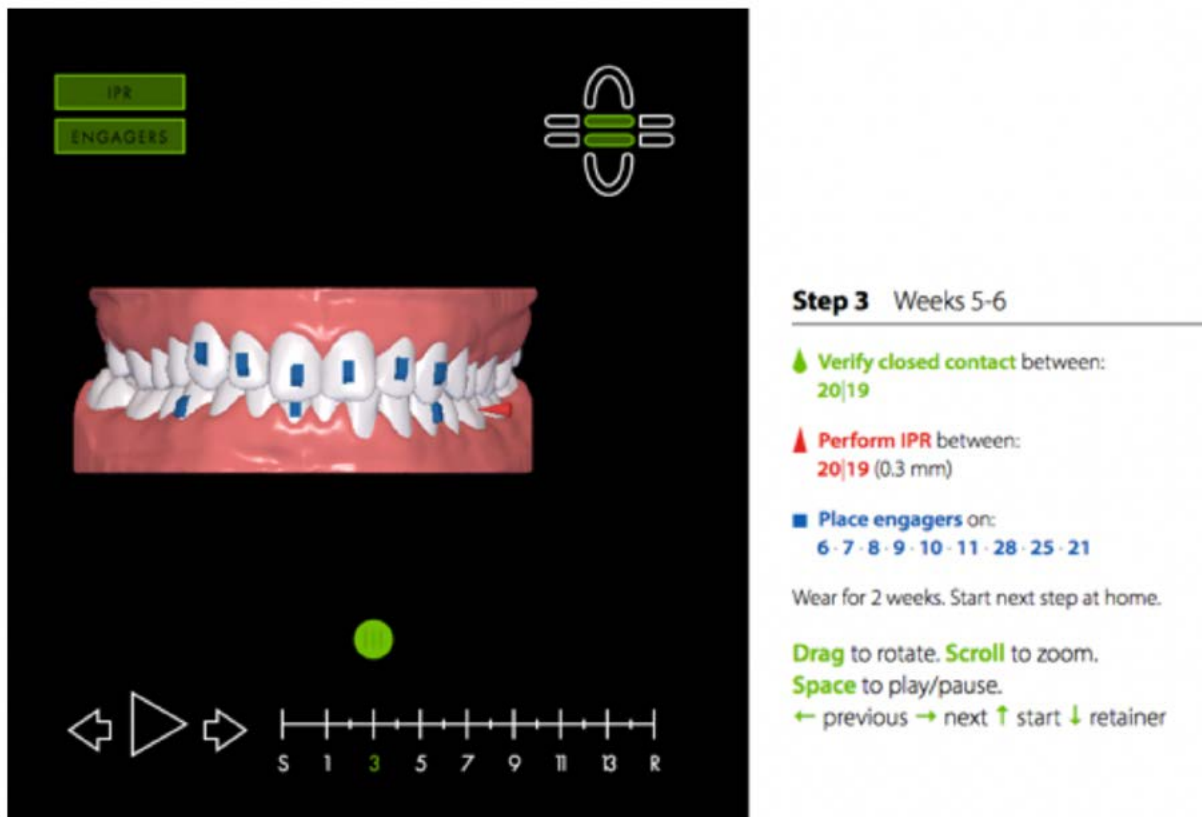 IPR
ENGAGERS
S 1 3 5 7 9 11 13 R
Step 3 Weeks 5-6
Verify closed contact between:
20|19
Perform IPR between:
20|19 (0.3 mm)
Place engagers on:
6 · 7 · 8 · 9 · 10 · 11 · 28 · 25 · 21
Wear for 2 weeks. Start next step at home.
Drag to rotate. Scroll to zoom.
Space to play/pause.
← previous → next ↑ start ↓ retainer